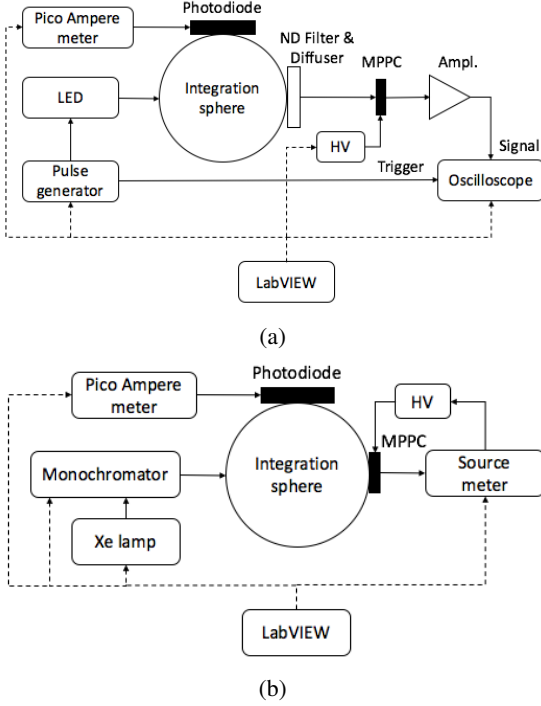 Pico Ampere
meter
Photodiode
ND Filter &
Diffuser
MPPC
Ampl.
LED
Integration
sphere
HV
Signal
Pulse
generator
Trigger
Oscilloscope
LabVIEW
(a)
Photodiode
Pico Ampere
meter
HV
MPPC
Monochromator
Integration
sphere
Source
meter
Xe lamp
LabVIEW
(b)